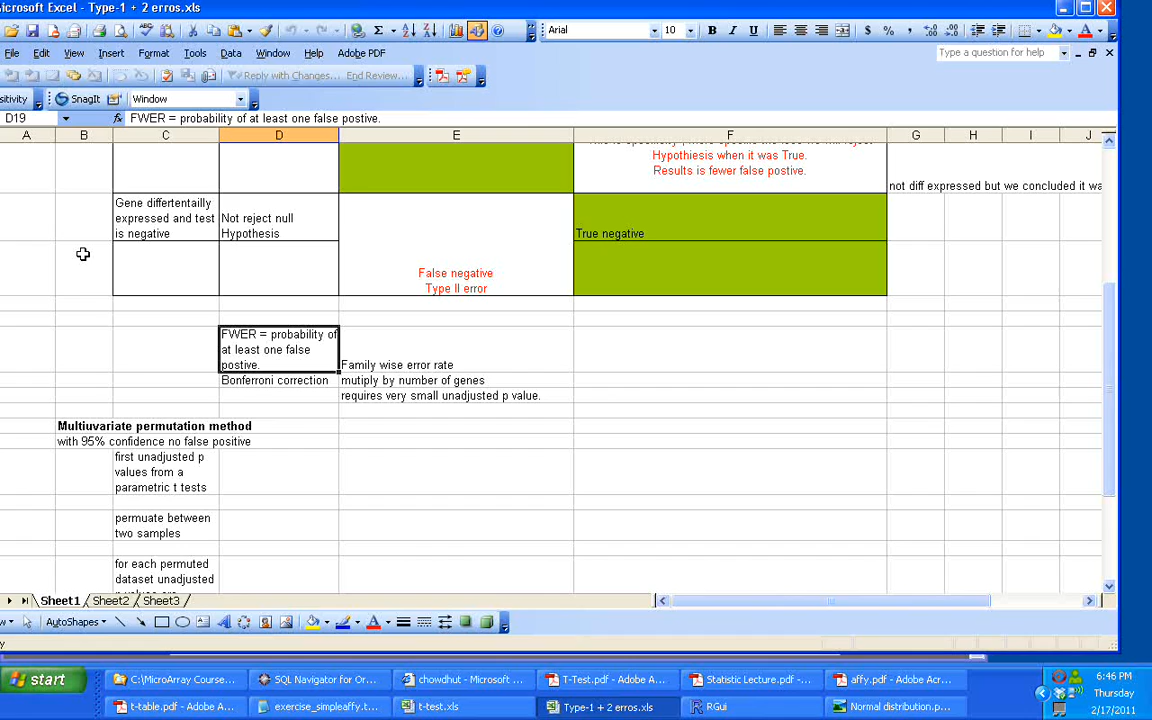 Microsoft Excel - Type-1 + 2 erros.xls
Arial
10
B I U
File Edit View Insert Format Tools Data Window Help Adobe PDF
Type a question for help
Reply with Changes... End Review...
sitivity
SnagIt
Window
D19
fx
FWER = probability of at least one false postive.
A B C D E F G H I J
Hypothiesis when it was True.
Results is fewer false postive.
not diff expressed but we concluded it wa
Gene differtentailly
expressed and test
is negative
Not reject null
Hypothesis
True negative
False negative
Type II error
FWER = probability of
at least one false
postive.
Family wise error rate
Bonferroni correction
mutiply by number of genes
requires very small unadjusted p value.
Multiuvariate permutation method
with 95% confidence no false positive
first unadjusted p
values from a
parametric t tests
permuate between
two samples
for each permuted
dataset unadjusted
Sheet1 Sheet2 Sheet3
AutoShapes
start
C:\MicroArray Course...
SQL Navigator for Or...
chowdhut - Microsoft ...
T-Test.pdf - Adobe A...
Statistic Lecture.pdf -...
affy.pdf - Adobe Acr...
6:46 PM
Thursday
2/17/2011
t-table.pdf - Adobe A...
exercise_simpleaffy.t...
t-test.xls
Type-1 + 2 erros.xls
RGui
Normal distribution.p...